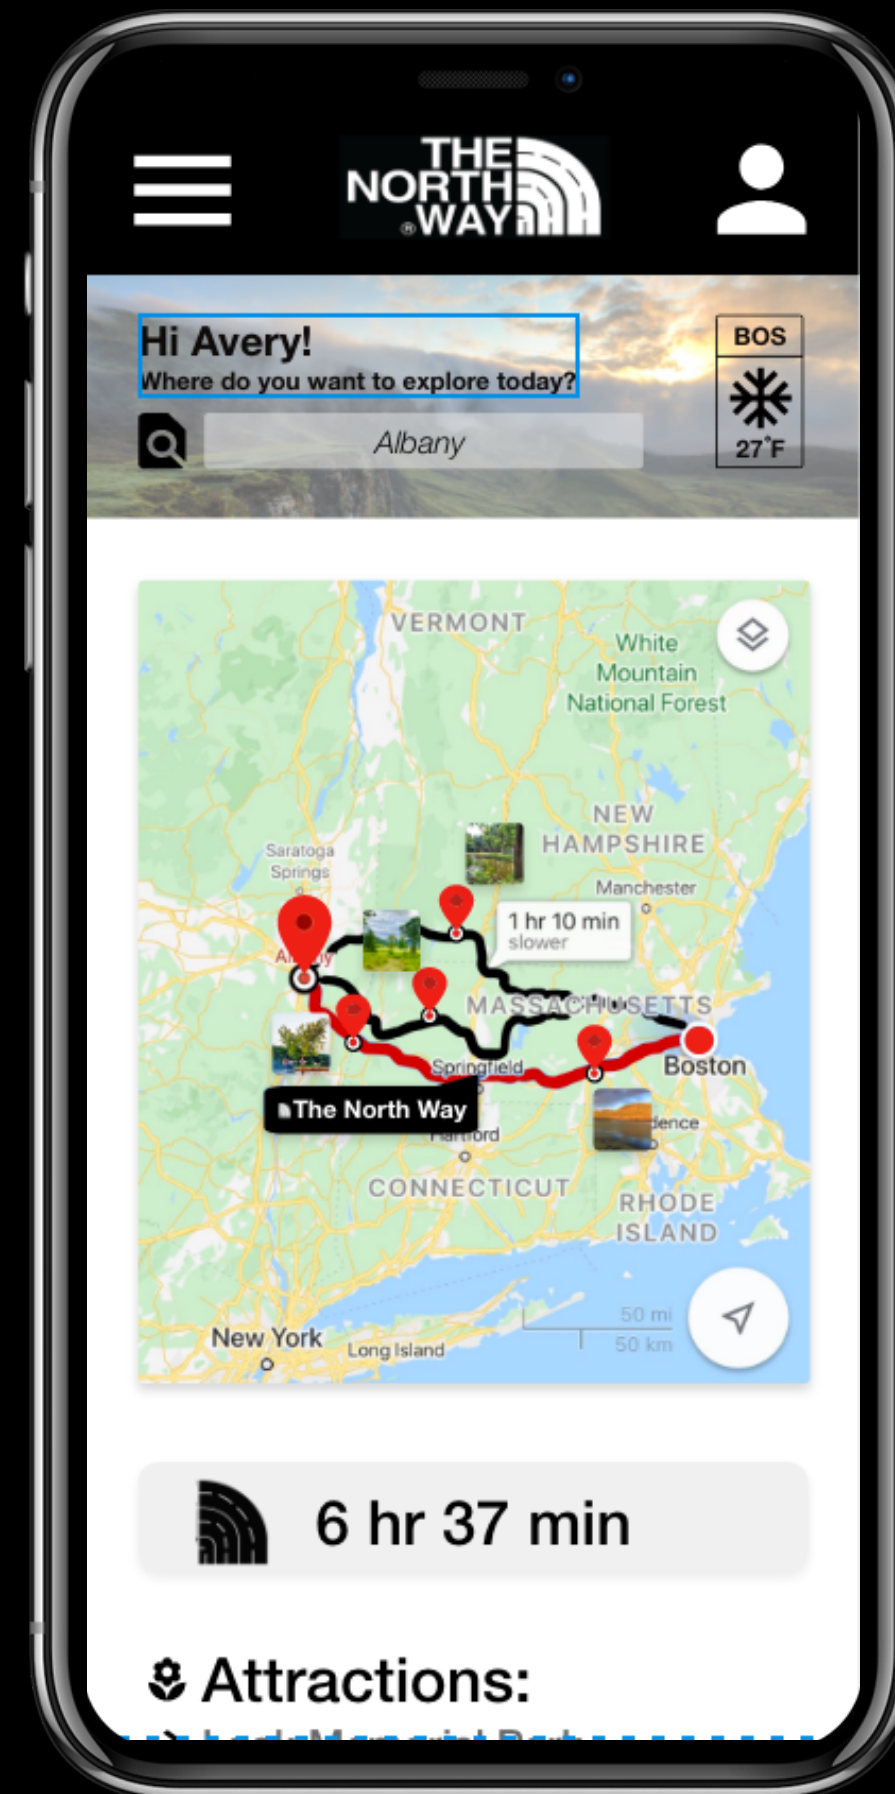 THE
NORTH
®WAY
Hi Avery!
Where do you want to explore today?
BOS
Albany
27°F
VERMONT
White
Mountain
National Forest
NEW
HAMPSHIRE
Saratoga
Springs
Manchester
1 hr 10 min
slower
MASSACHUSETTS
Springfield
Boston
The North Way
CONNECTICUT
RHODE
ISLAND
50 mi
50 km
New York
Long Island
6 hr 37 min
Attractions: